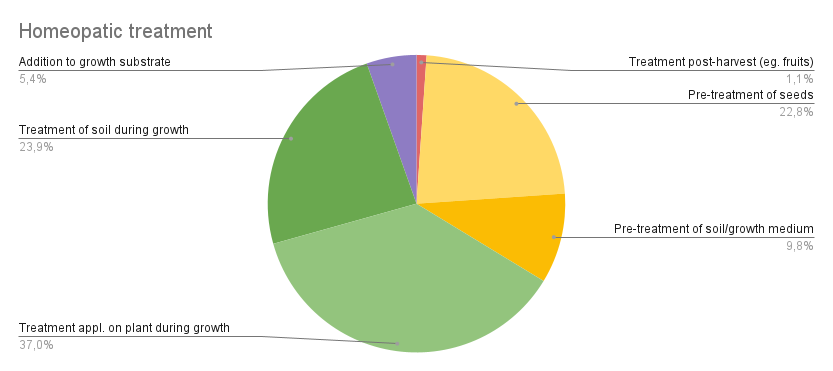 Homeopathic treatment
Addition to growth substrate
5,4%
Treatment of soil during growth
23,9%
Treatment appl. on plant during growth
37,0%
Treatment post-harvest (eg. fruits)
1,1%
Pre-treatment of seeds
22,8%
Pre-treatment of soil/growth medium
9,8%